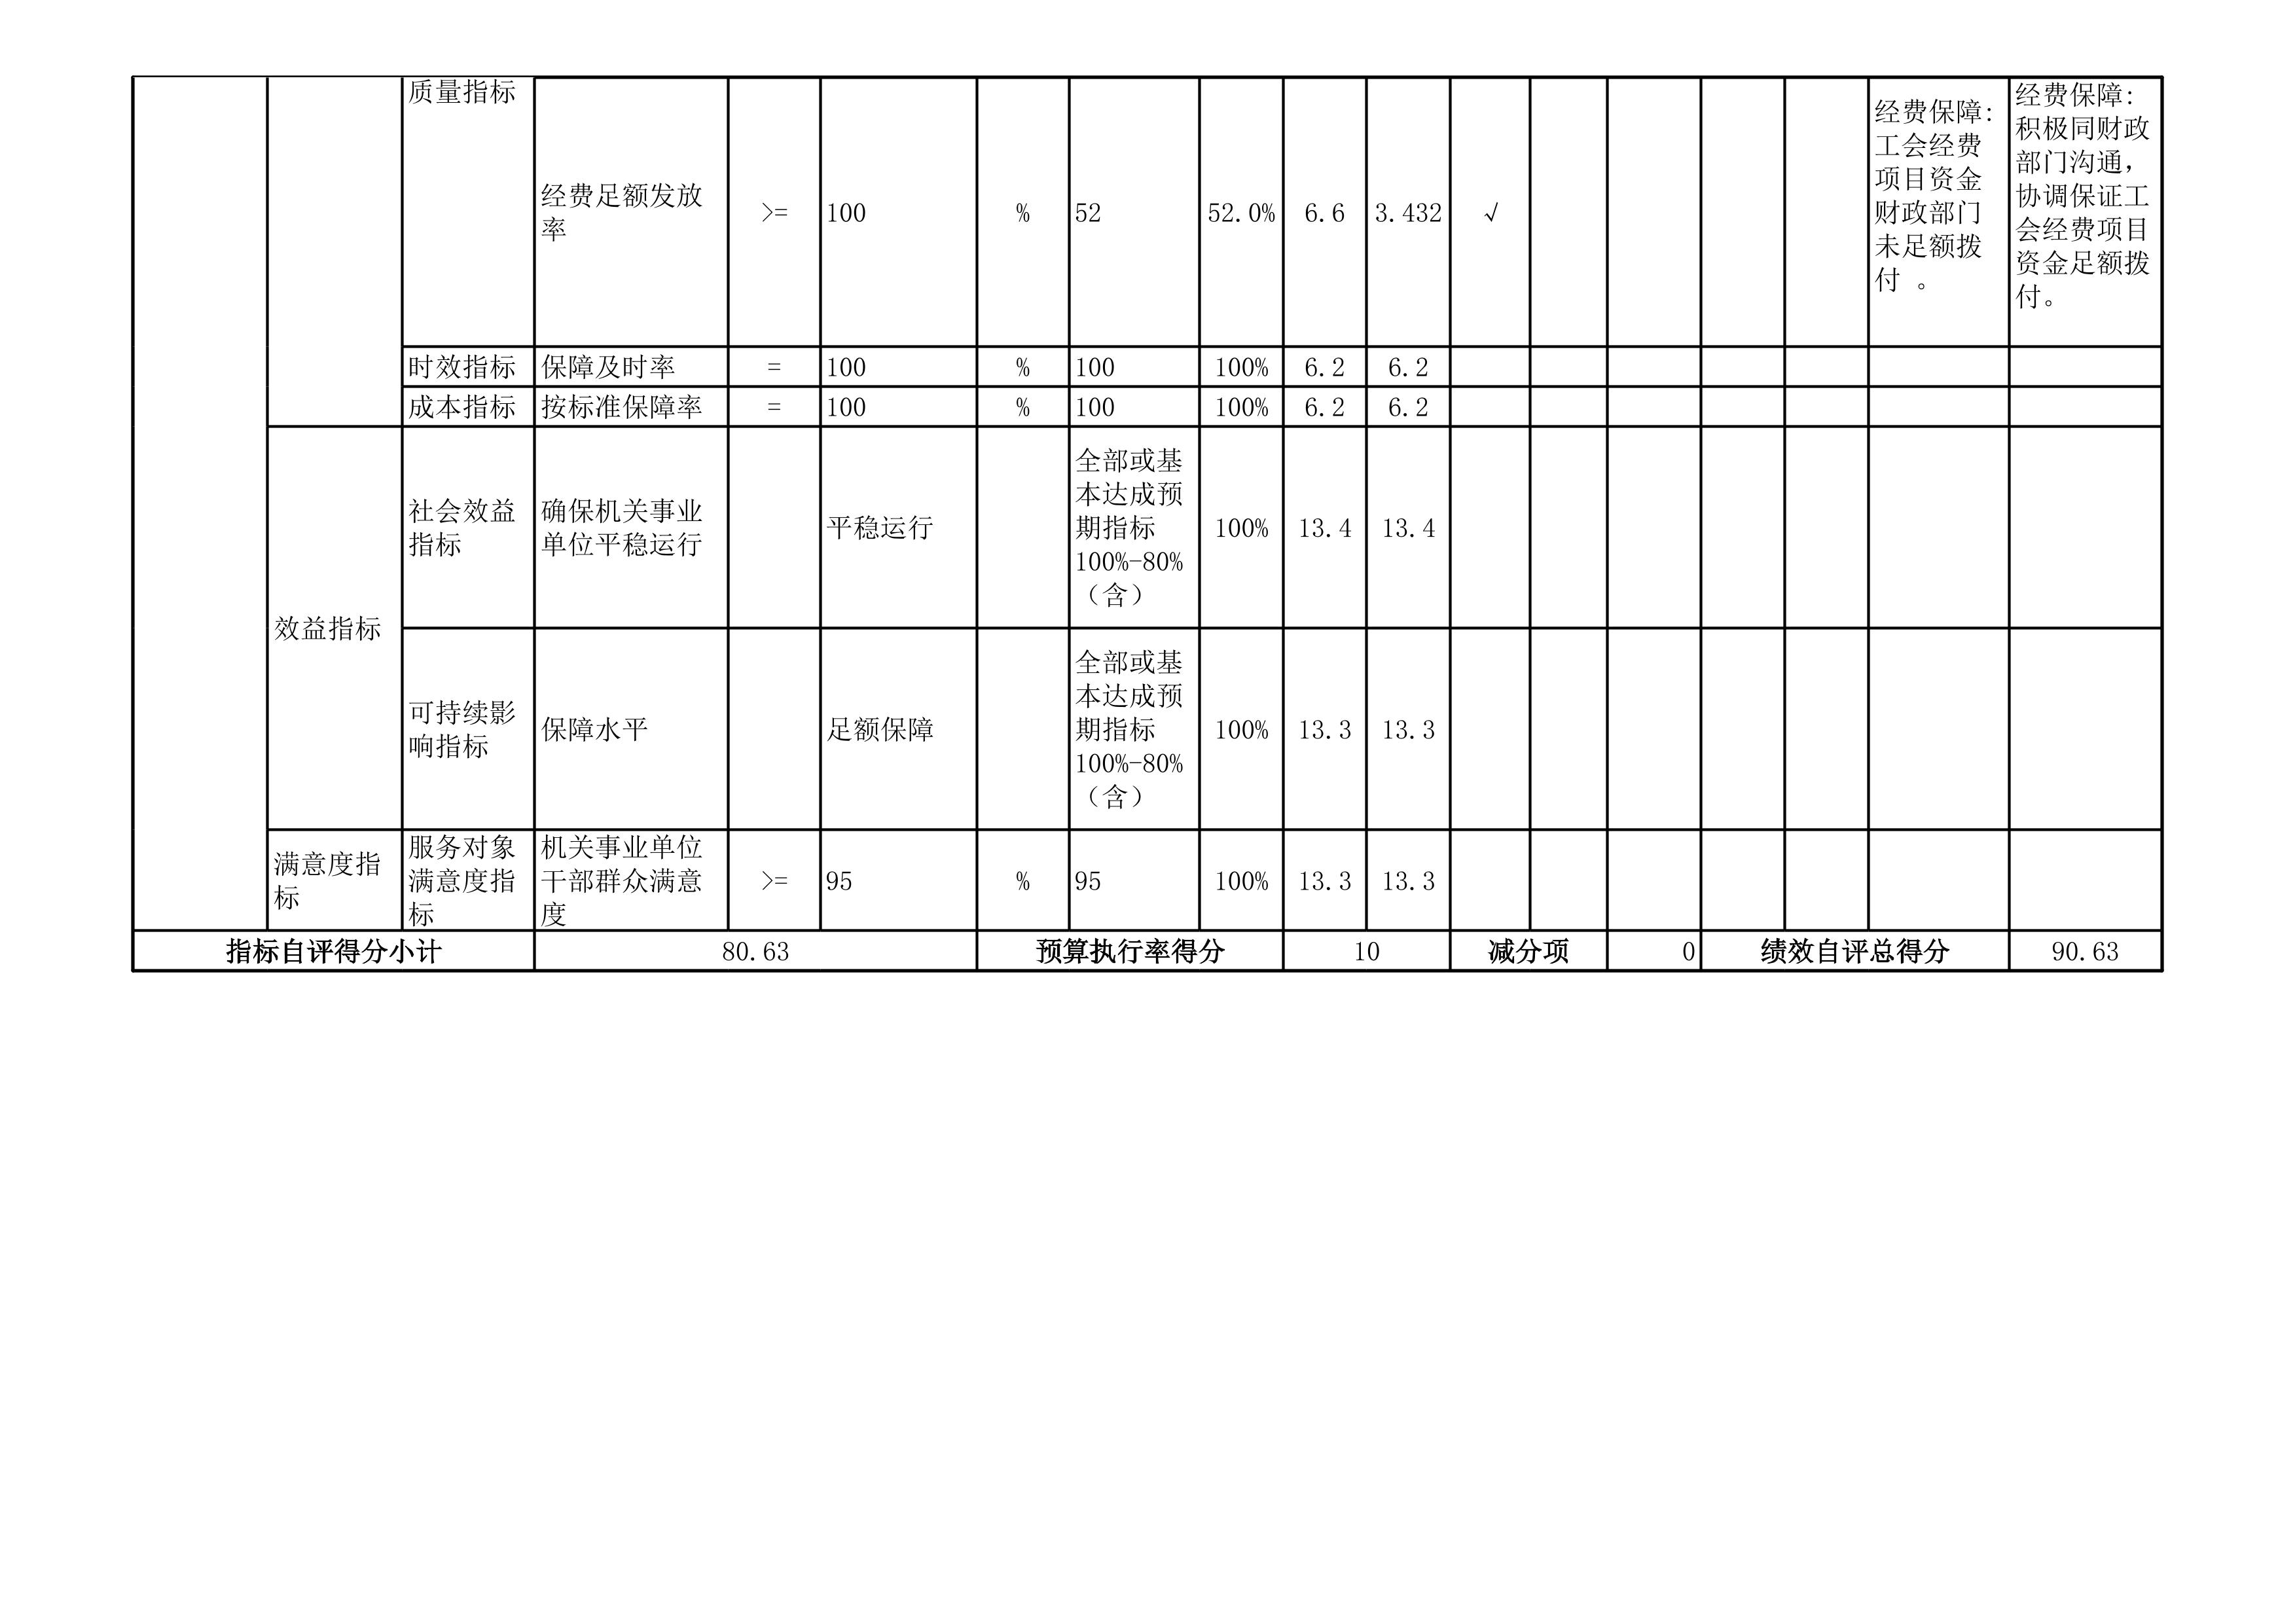 质量指标
经费足额发放
率
>=
100
%
52
52.0%
6.6
3.432
√
经费保障:
工会经费
项目资金
财政部门
未足额拨
付 。
经费保障:
积极同财政
部门沟通，
协调保证工
会经费项目
资金足额拨
付。
时效指标
保障及时率
=
100
%
100
100%
6.2
6.2
成本指标
按标准保障率
=
100
%
100
100%
6.2
6.2
效益指标
社会效益
指标
确保机关事业
单位平稳运行
平稳运行
全部或基
本达成预
期指标
100%-80%
（含）
100%
13.4
13.4
可持续影
响指标
保障水平
足额保障
全部或基
本达成预
期指标
100%-80%
（含）
100%
13.3
13.3
满意度指
标
服务对象
满意度指
标
机关事业单位
干部群众满意
度
>=
95
%
95
100%
13.3
13.3
指标自评得分小计
80.63
预算执行率得分
10
减分项
0
绩效自评总得分
90.63